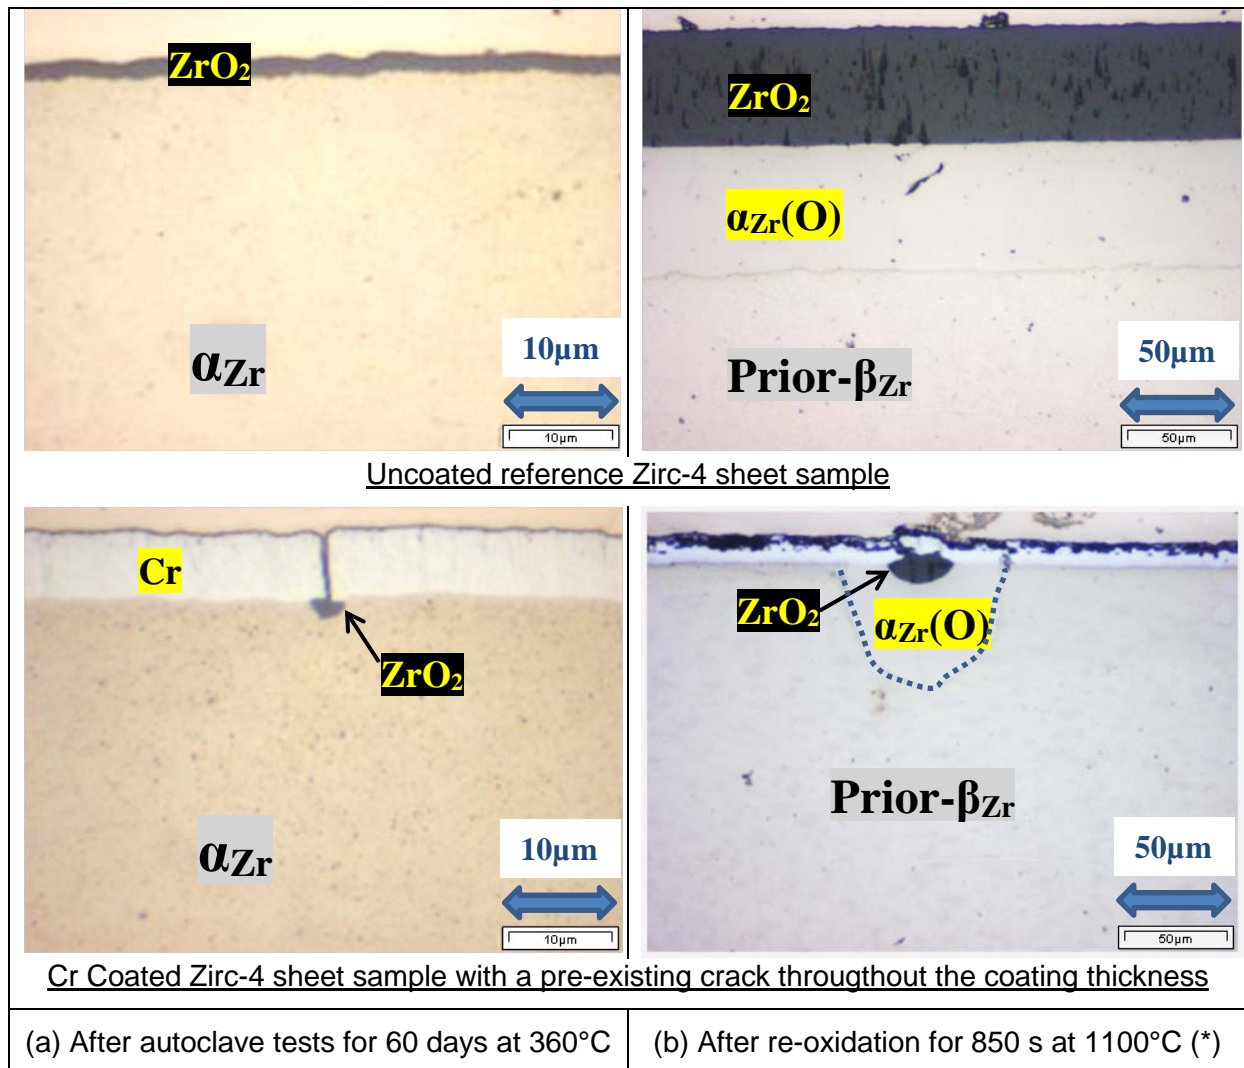 ZrO₂
αZr
10µm
10µm
ZrO₂
αZr(O)
Prior-βZr
50µm
50µm
Uncoated reference Zirc-4 sheet sample
Cr
ZrO₂
αZr
10µm
10µm
ZrO₂
αZr(O)
Prior-βZr
50µm
50µm
Cr Coated Zirc-4 sheet sample with a pre-existing crack througthout the coating thickness
(a) After autoclave tests for 60 days at 360°C
(b) After re-oxidation for 850 s at 1100°C (*)